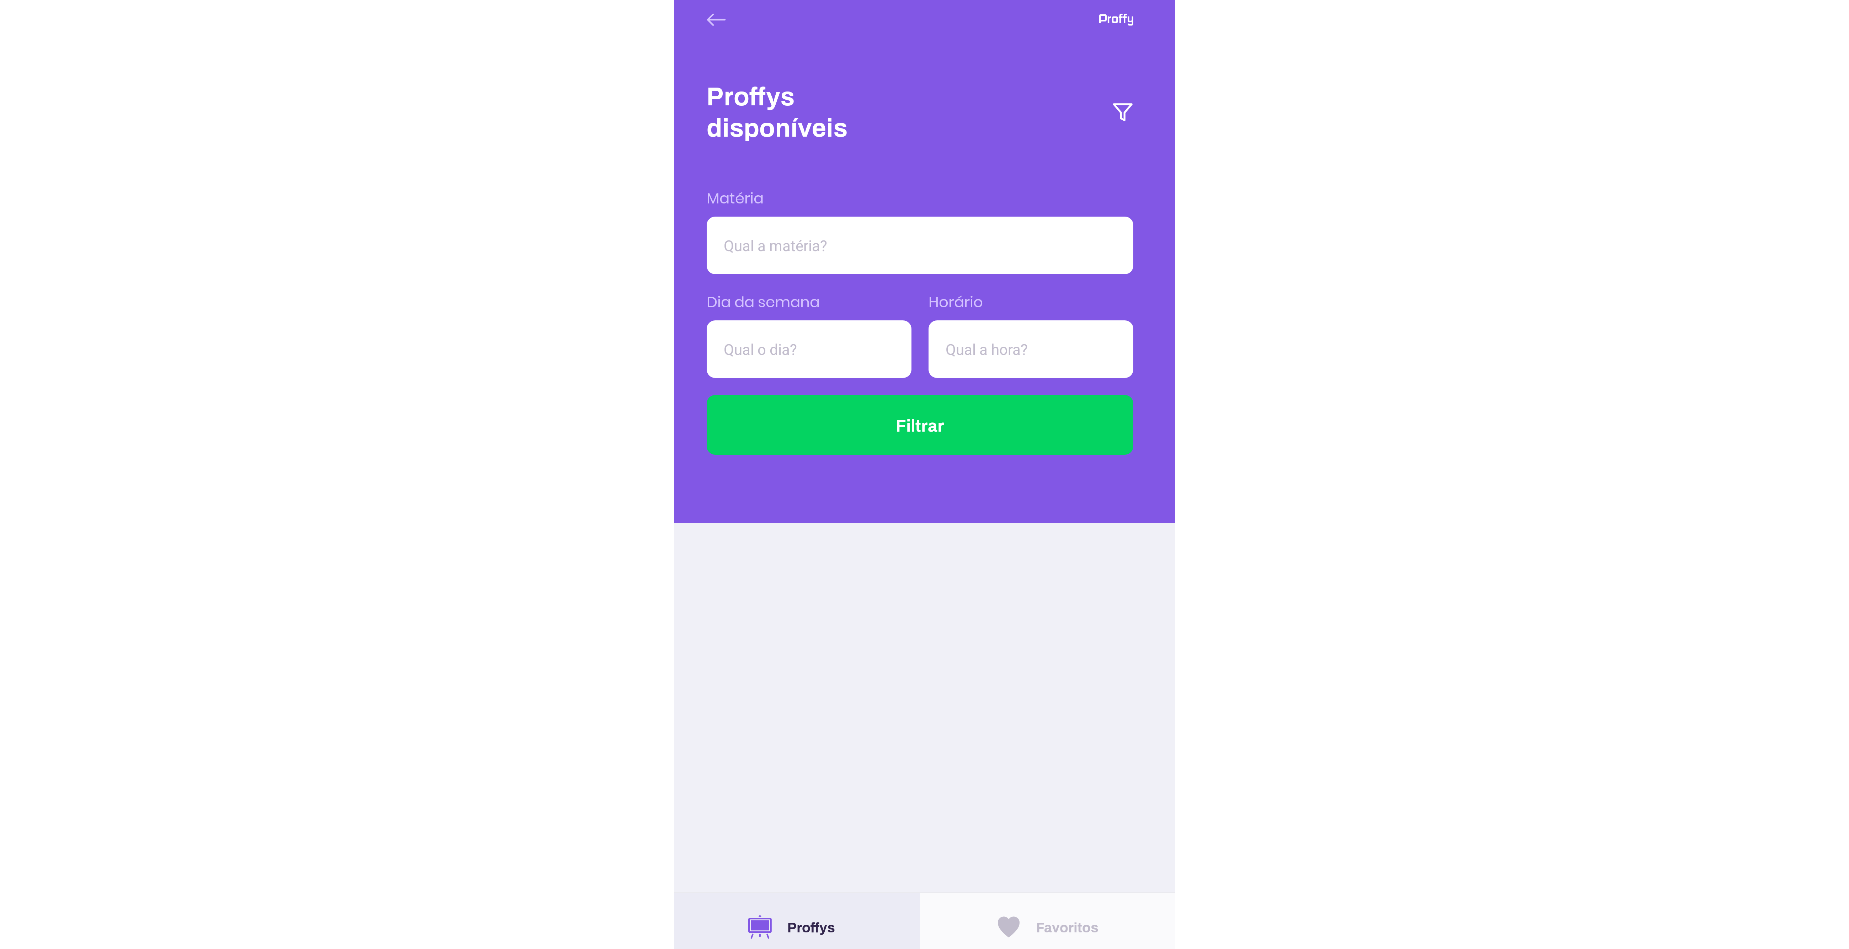 Proffy
Proffys
disponíveis
Matéria
Qual a matéria?
Dia da semana
Horário
Qual o dia?
Qual a hora?
Filtrar
Proffys
Favoritos